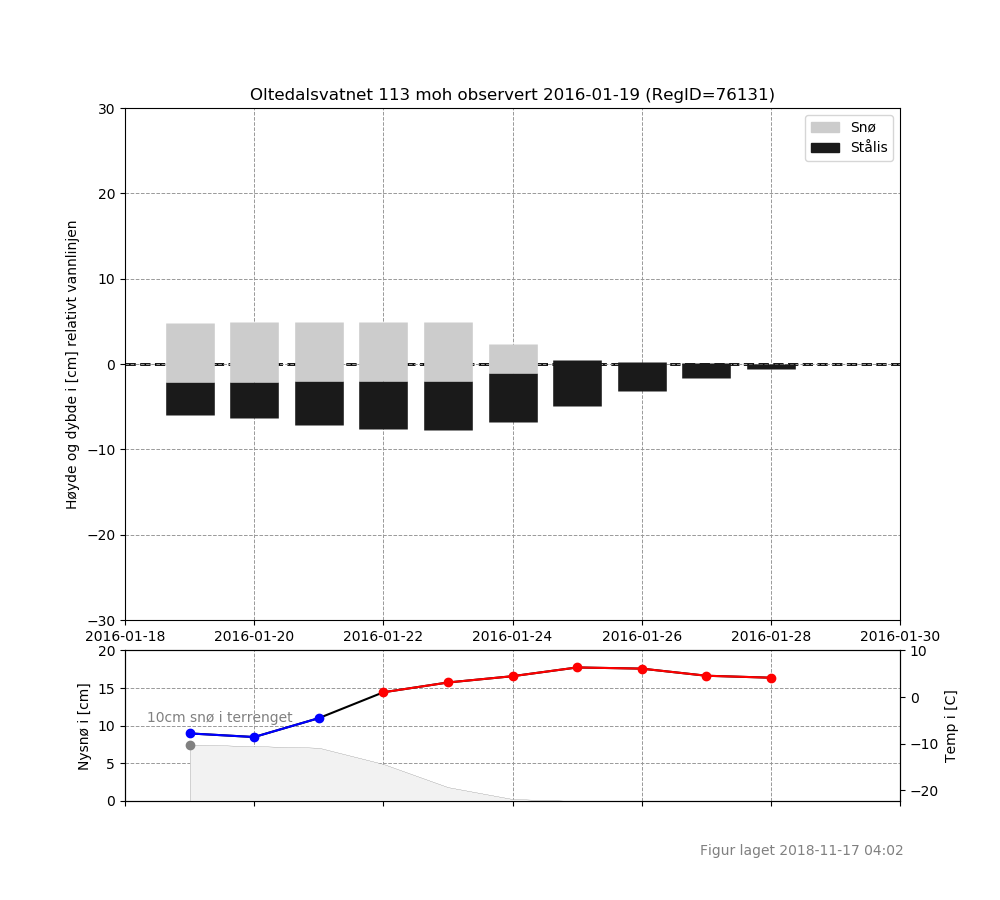 Oltedalsvatnet 113 moh observert 2016-01-19 (RegID=76131)
Høyde og dybde i [cm] relativt vannlinjen
30
20
10
0
−10
−20
−30
Snø
Stålis
2016-01-18 2016-01-20 2016-01-22 2016-01-24 2016-01-26 2016-01-28 2016-01-30
Nysnø i [cm]
20
15
10
5
0
10cm snø i terrenget
10
0
−10
−20
Temp i [C]
Figur laget 2018-11-17 04:02